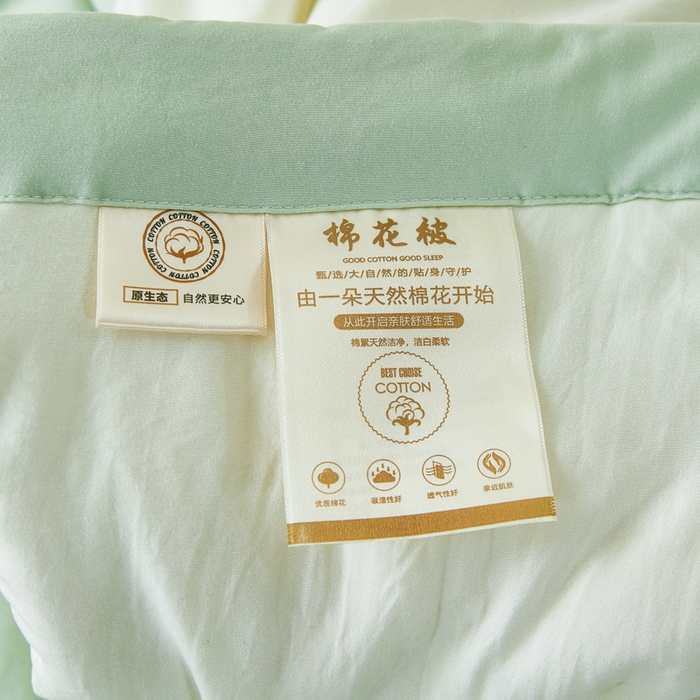 COTTON COTTON COTTON COTTON COTTON COTTON
原生态 自然更安心
棉花被
GOOD COTTON GOOD SLEEP
甄/选/大/自/然/的/贴/身/守/护
由一朵天然棉花开始
从此开启亲肤舒适生活
棉絮天然洁净，洁白柔软
BEST CHOISE
COTTON
优质棉花 吸湿性好 透气性好 亲近肌肤